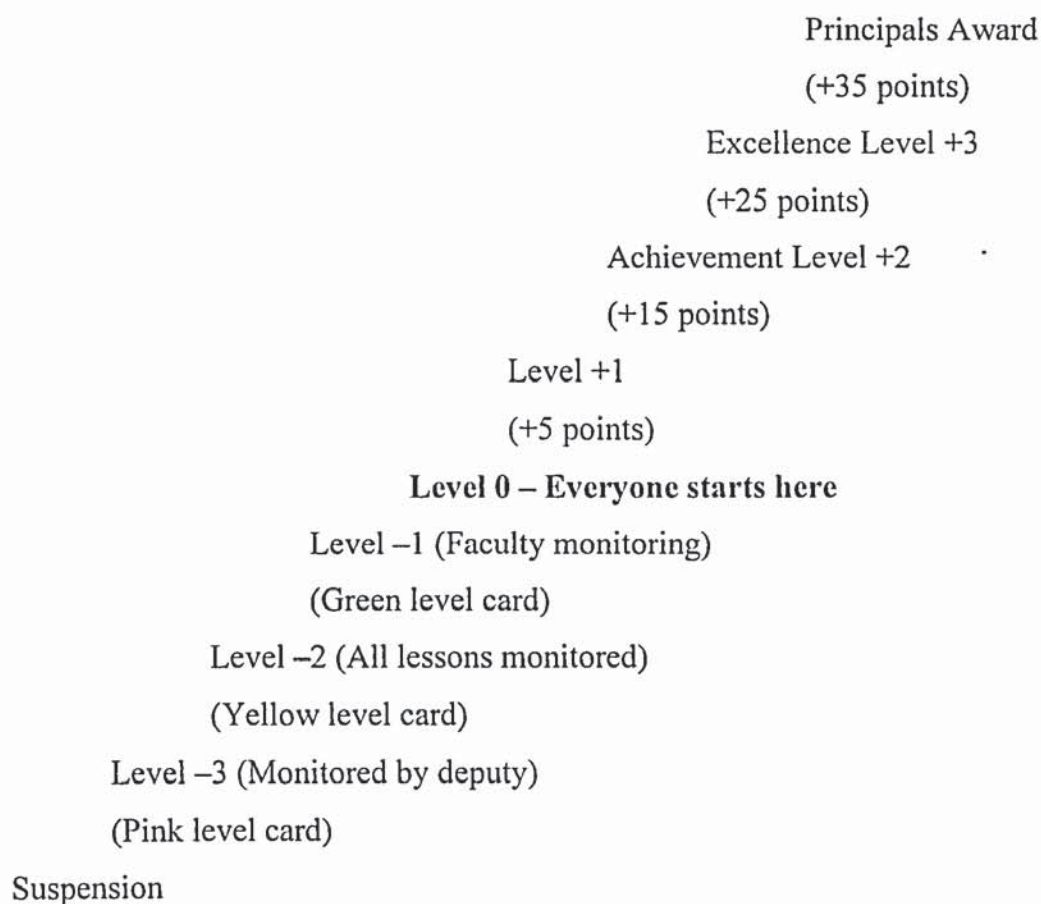 Principals Award
(+35 points)
Excellence Level +3
(+25 points)
Achievement Level +2
(+15 points)
Level +1
(+5 points)
Level 0 – Everyone starts here
Level –1 (Faculty monitoring)
(Green level card)
Level –2 (All lessons monitored)
(Yellow level card)
Level –3 (Monitored by deputy)
(Pink level card)
Suspension